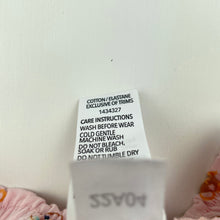 COTTON / ELASTANE
EXCLUSIVE OF TRIMS
1434327
CARE INSTRUCTIONS
WASH BEFORE WEAR
COLD GENTLE
MACHINE WASH
DO NOT BLEACH,
SOAK OR RUB
DO NOT TUMBLE DRY
22A04